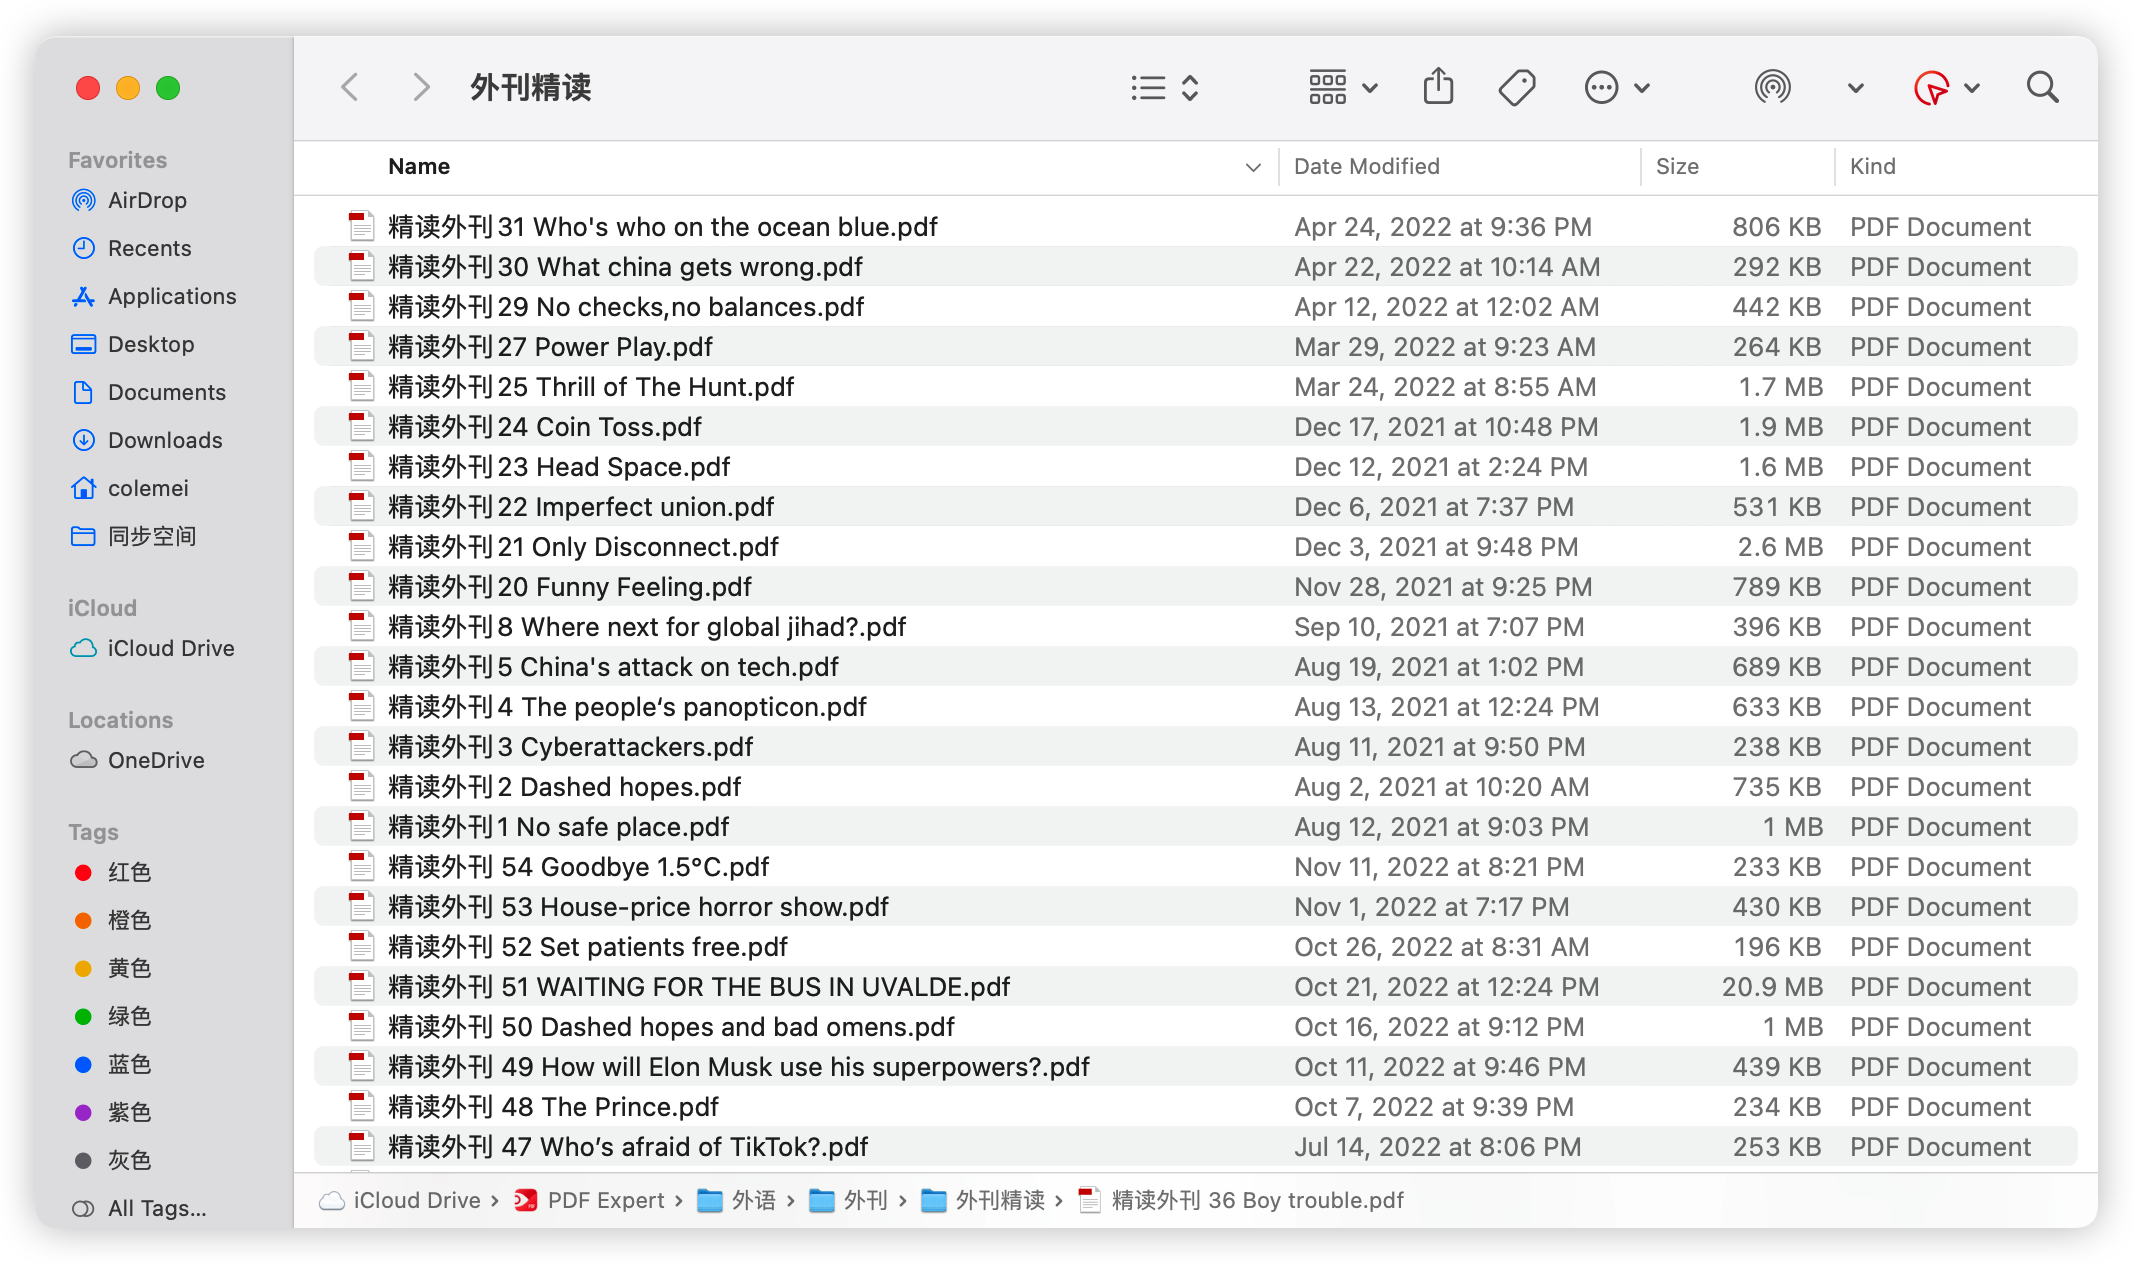 外刊精读
Favorites
AirDrop
Recents
Applications
Desktop
Documents
Downloads
colemei
同步空间
iCloud
iCloud Drive
Locations
OneDrive
Tags
红色
橙色
黄色
绿色
蓝色
紫色
灰色
All Tags...
Name Date Modified Size Kind
精读外刊31 Who's who on the ocean blue.pdf Apr 24, 2022 at 9:36 PM 806 KB PDF Document
精读外刊30 What china gets wrong.pdf Apr 22, 2022 at 10:14 AM 292 KB PDF Document
精读外刊29 No checks,no balances.pdf Apr 12, 2022 at 12:02 AM 442 KB PDF Document
精读外刊27 Power Play.pdf Mar 29, 2022 at 9:23 AM 264 KB PDF Document
精读外刊25 Thrill of The Hunt.pdf Mar 24, 2022 at 8:55 AM 1.7 MB PDF Document
精读外刊24 Coin Toss.pdf Dec 17, 2021 at 10:48 PM 1.9 MB PDF Document
精读外刊23 Head Space.pdf Dec 12, 2021 at 2:24 PM 1.6 MB PDF Document
精读外刊22 Imperfect union.pdf Dec 6, 2021 at 7:37 PM 531 KB PDF Document
精读外刊21 Only Disconnect.pdf Dec 3, 2021 at 9:48 PM 2.6 MB PDF Document
精读外刊20 Funny Feeling.pdf Nov 28, 2021 at 9:25 PM 789 KB PDF Document
精读外刊8 Where next for global jihad?.pdf Sep 10, 2021 at 7:07 PM 396 KB PDF Document
精读外刊5 China's attack on tech.pdf Aug 19, 2021 at 1:02 PM 689 KB PDF Document
精读外刊4 The people‘s panopticon.pdf Aug 13, 2021 at 12:24 PM 633 KB PDF Document
精读外刊3 Cyberattackers.pdf Aug 11, 2021 at 9:50 PM 238 KB PDF Document
精读外刊2 Dashed hopes.pdf Aug 2, 2021 at 10:20 AM 735 KB PDF Document
精读外刊1 No safe place.pdf Aug 12, 2021 at 9:03 PM 1 MB PDF Document
精读外刊 54 Goodbye 1.5°C.pdf Nov 11, 2022 at 8:21 PM 233 KB PDF Document
精读外刊 53 House-price horror show.pdf Nov 1, 2022 at 7:17 PM 430 KB PDF Document
精读外刊 52 Set patients free.pdf Oct 26, 2022 at 8:31 AM 196 KB PDF Document
精读外刊 51 WAITING FOR THE BUS IN UVALDE.pdf Oct 21, 2022 at 12:24 PM 20.9 MB PDF Document
精读外刊 50 Dashed hopes and bad omens.pdf Oct 16, 2022 at 9:12 PM 1 MB PDF Document
精读外刊 49 How will Elon Musk use his superpowers?.pdf Oct 11, 2022 at 9:46 PM 439 KB PDF Document
精读外刊 48 The Prince.pdf Oct 7, 2022 at 9:39 PM 234 KB PDF Document
精读外刊 47 Who’s afraid of TikTok?.pdf Jul 14, 2022 at 8:06 PM 253 KB PDF Document
iCloud Drive › PDF Expert › 外语 › 外刊 › 外刊精读 › 精读外刊 36 Boy trouble.pdf